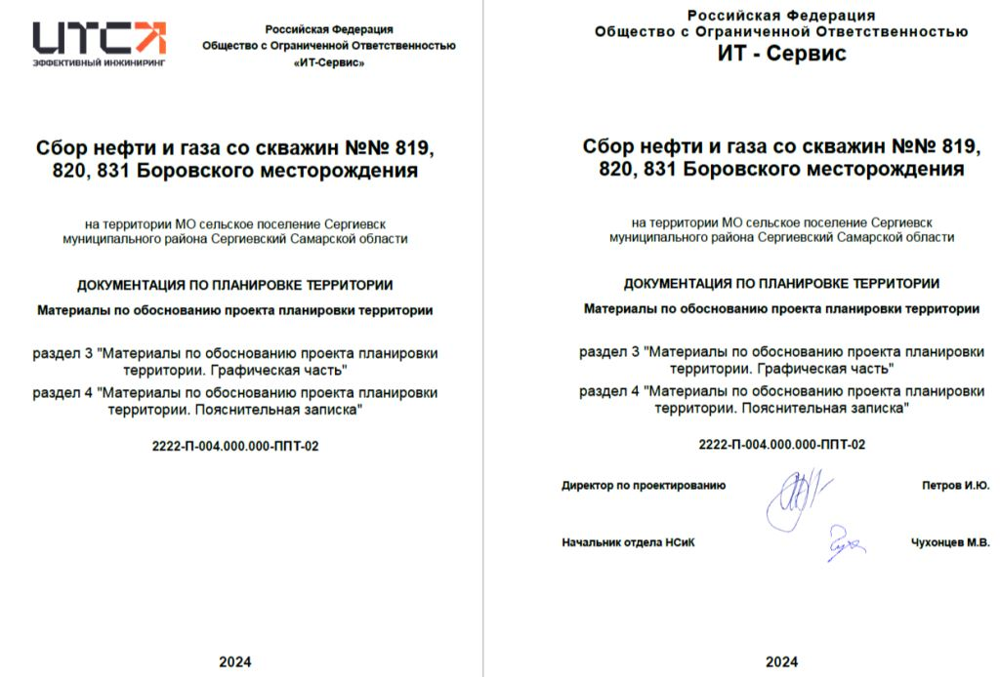 ИТСК
ЭФФЕКТИВНЫЙ ИНЖИНИРИНГ
Российская Федерация
Общество с Ограниченной Ответственностью
«ИТ-Сервис»
Сбор нефти и газа со скважин №№ 819,
820, 831 Боровского месторождения
на территории МО сельское поселение Сергиевск
муниципального района Сергиевский Самарской области
ДОКУМЕНТАЦИЯ ПО ПЛАНИРОВКЕ ТЕРРИТОРИИ
Материалы по обоснованию проекта планировки территории
раздел 3 "Материалы по обоснованию проекта планировки
территории. Графическая часть"
раздел 4 "Материалы по обоснованию проекта планировки
территории. Пояснительная записка"
2222-П-004.000.000-ППТ-02
2024
Российская Федерация
Общество с Ограниченной Ответственностью
ИТ - Сервис
Сбор нефти и газа со скважин №№ 819,
820, 831 Боровского месторождения
на территории МО сельское поселение Сергиевск
муниципального района Сергиевский Самарской области
ДОКУМЕНТАЦИЯ ПО ПЛАНИРОВКЕ ТЕРРИТОРИИ
Материалы по обоснованию проекта планировки территории
раздел 3 "Материалы по обоснованию проекта планировки
территории. Графическая часть"
раздел 4 "Материалы по обоснованию проекта планировки
территории. Пояснительная записка"
2222-П-004.000.000-ППТ-02
Директор по проектированию Петров И.Ю.
Начальник отдела НСиК Чухонцев М.В.
2024